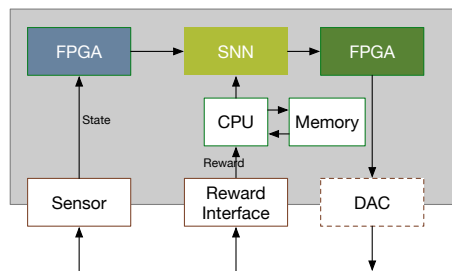 FPGA
SNN
FPGA
State
CPU
Memory
Reward
Sensor
Reward
Interface
DAC